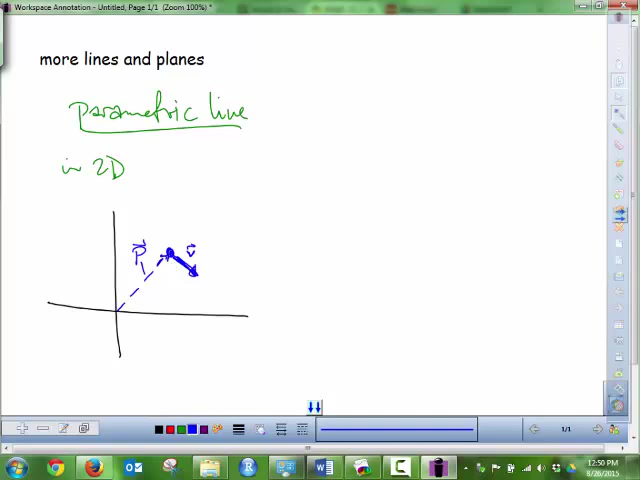 Workspace Annotation - Untitled, Page 1/1 (Zoom 100%) *
more lines and planes
parametric line
in 2D
P
v
1/1
12:50 PM
8/26/2015